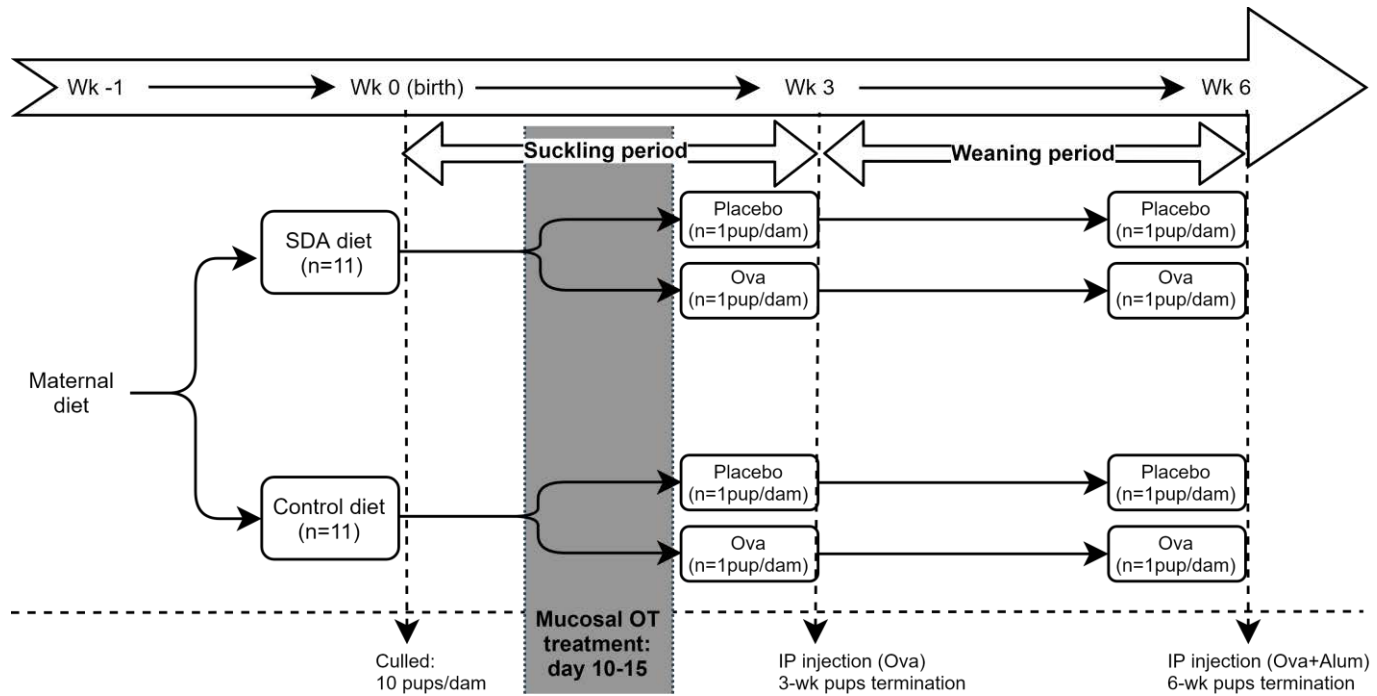 Wk -1
Wk 0 (birth)
Wk 3
Wk 6
Suckling period
Weaning period
Maternal
diet
SDA diet
(n=11)
Placebo
(n=1pup/dam)
Placebo
(n=1pup/dam)
Ova
(n=1pup/dam)
Ova
(n=1pup/dam)
Control diet
(n=11)
Placebo
(n=1pup/dam)
Placebo
(n=1pup/dam)
Ova
(n=1pup/dam)
Ova
(n=1pup/dam)
Culled:
10 pups/dam
Mucosal OT
treatment:
day 10-15
IP injection (Ova)
3-wk pups termination
IP injection (Ova+Alum)
6-wk pups termination